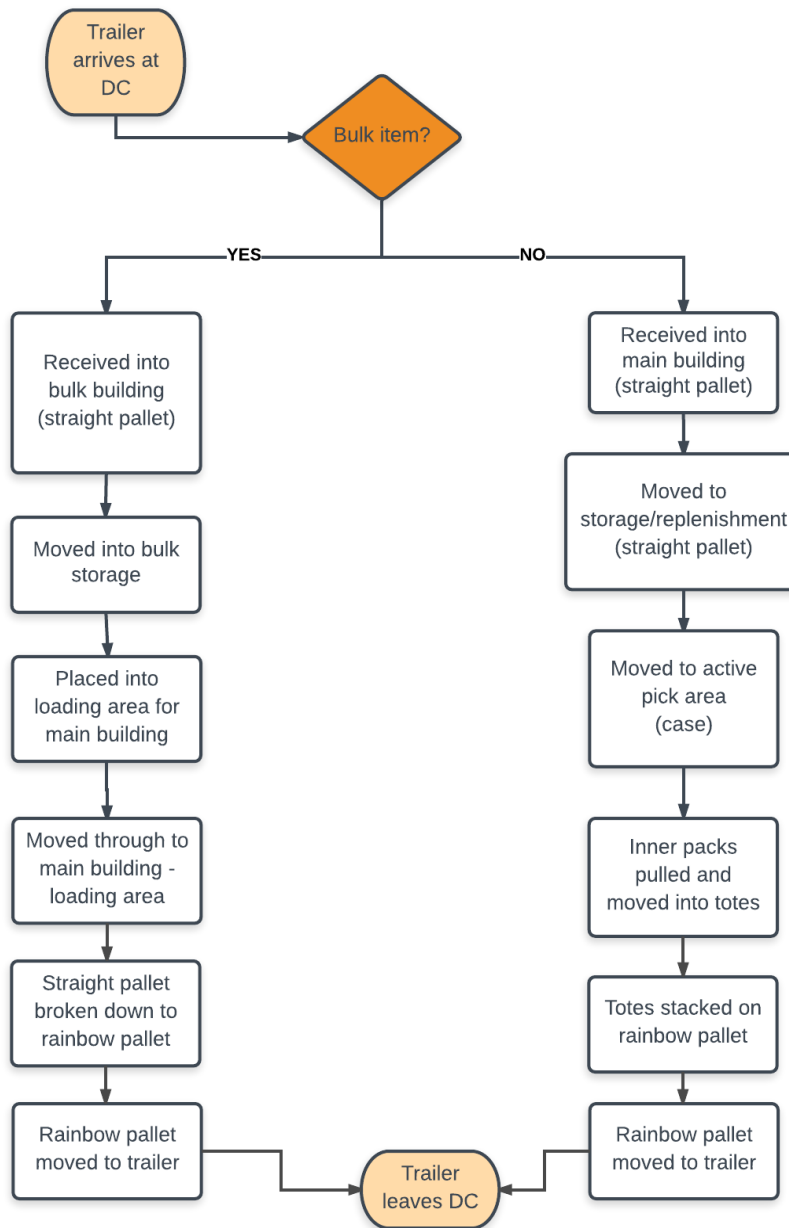 Trailer
arrives at
DC
Bulk item?
YES
NO
Received into
bulk building
(straight pallet)
Moved into bulk
storage
Placed into
loading area for
main building
Moved through to
main building -
loading area
Straight pallet
broken down to
rainbow pallet
Rainbow pallet
moved to trailer
Received into
main building
(straight pallet)
Moved to
storage/replenishment
(straight pallet)
Moved to active
pick area
(case)
Inner packs
pulled and
moved into totes
Totes stacked on
rainbow pallet
Rainbow pallet
moved to trailer
Trailer
leaves DC